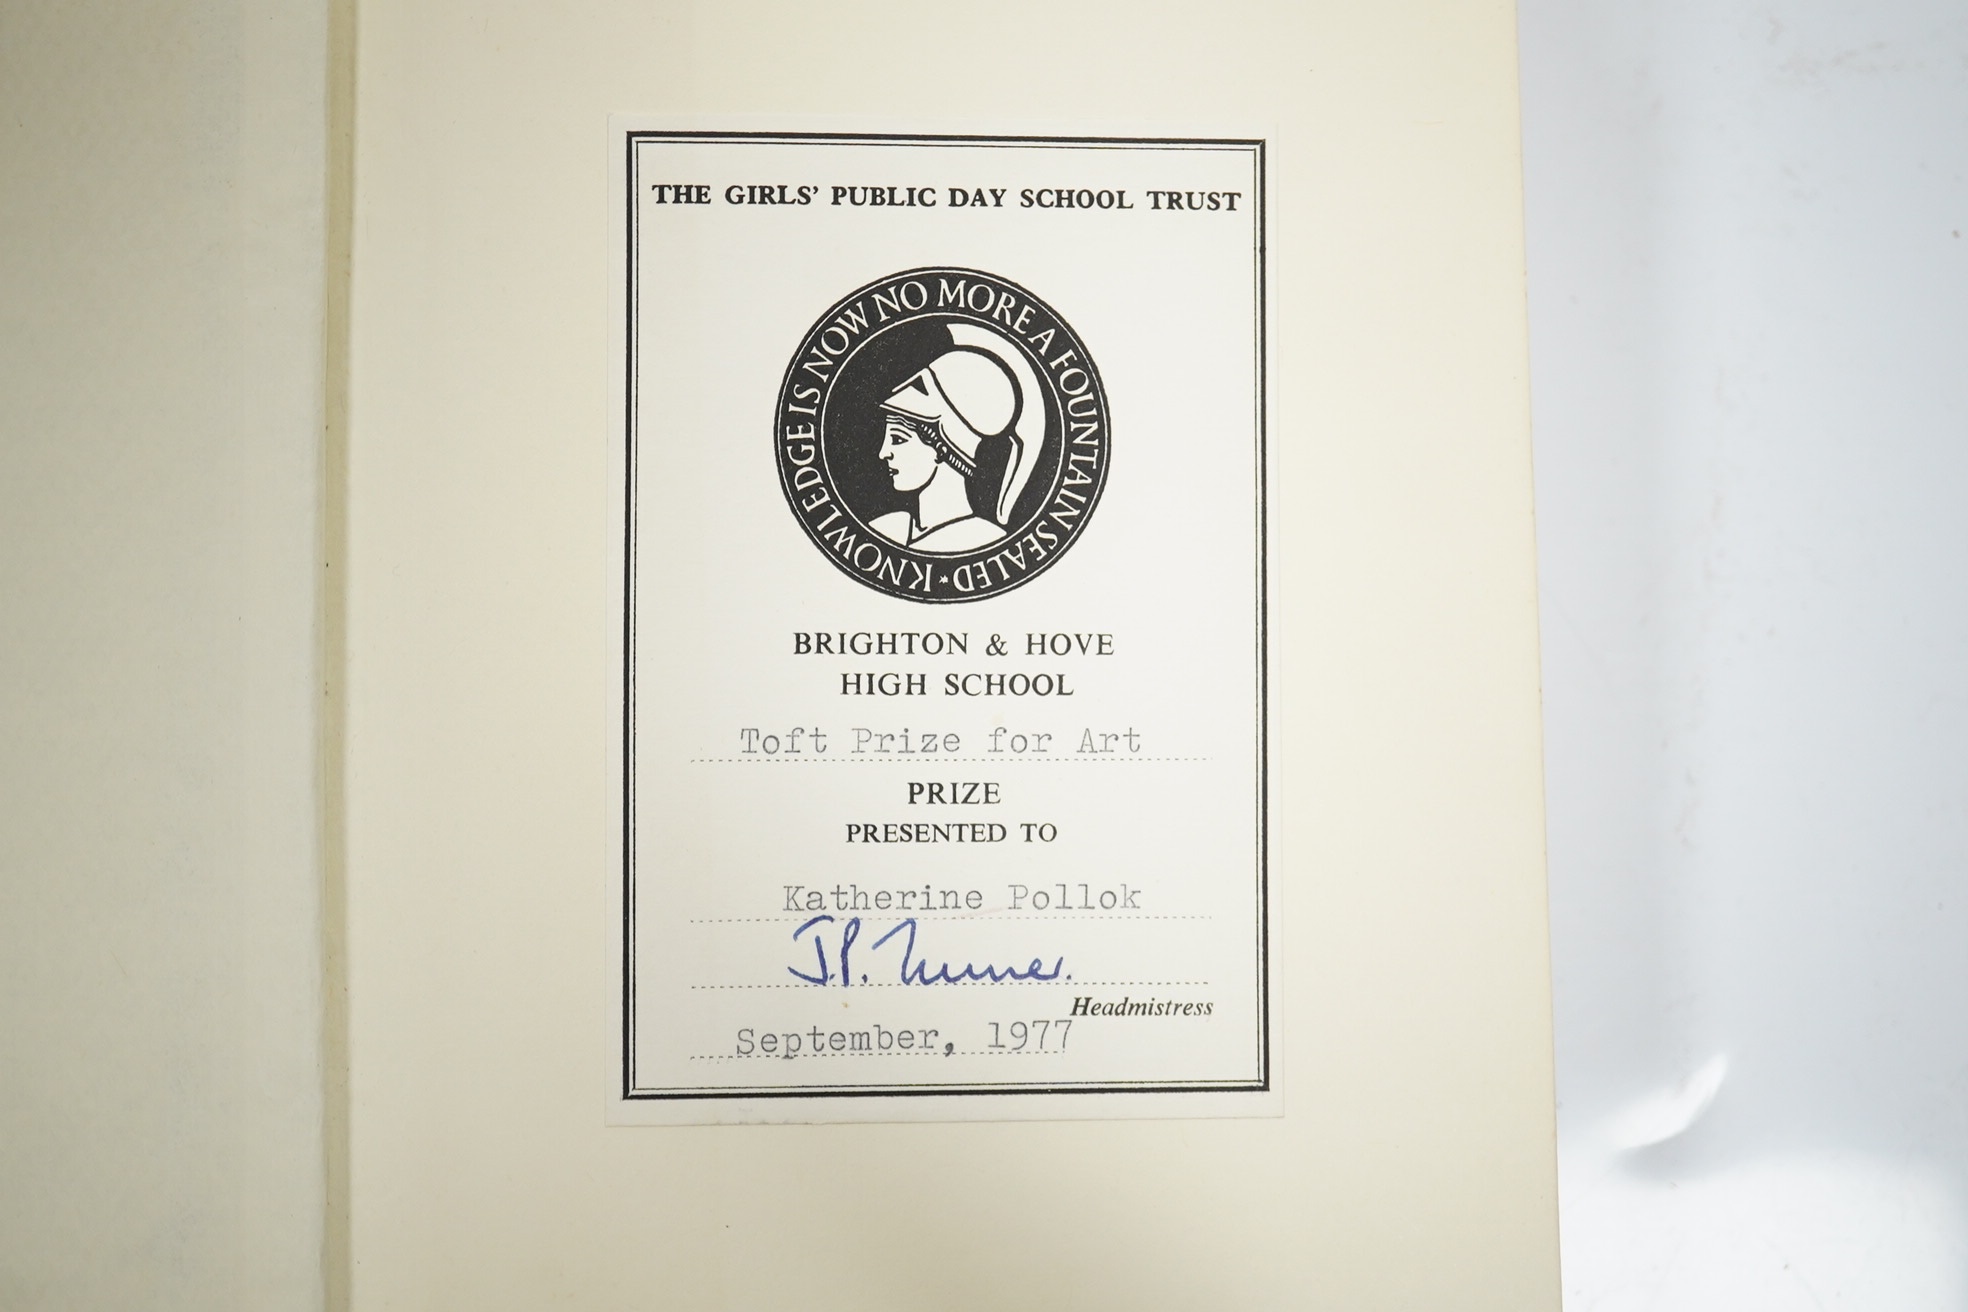 THE GIRLS' PUBLIC DAY SCHOOL TRUST
KNOWLEDGE IS NOW NO MORE A FOUNTAIN SEALED *
BRIGHTON & HOVE
HIGH SCHOOL
Toft Prize for Art
PRIZE
PRESENTED TO
Katherine Pollok
J.P. Turner.
Headmistress
September, 1977